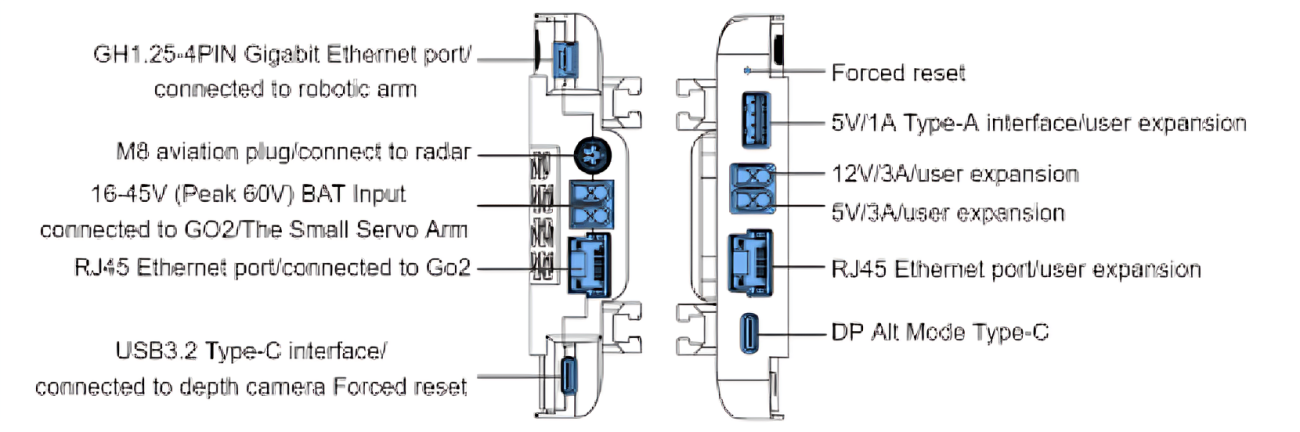 GH1.25-4PIN Gigabit Ethernet port/
connected to robotic arm
M8 aviation plug/connect to radar
16-45V (Peak 60V) BAT Input
connected to GO2/The Small Servo Arm
RJ45 Ethernet port/connected to Go2
USB3.2 Type-C interface/
connected to depth camera Forced reset
Forced reset
5V/1A Type-A interface/user expansion
12V/3A/user expansion
5V/3A/user expansion
RJ45 Ethernet port/user expansion
DP Alt Mode Type-C